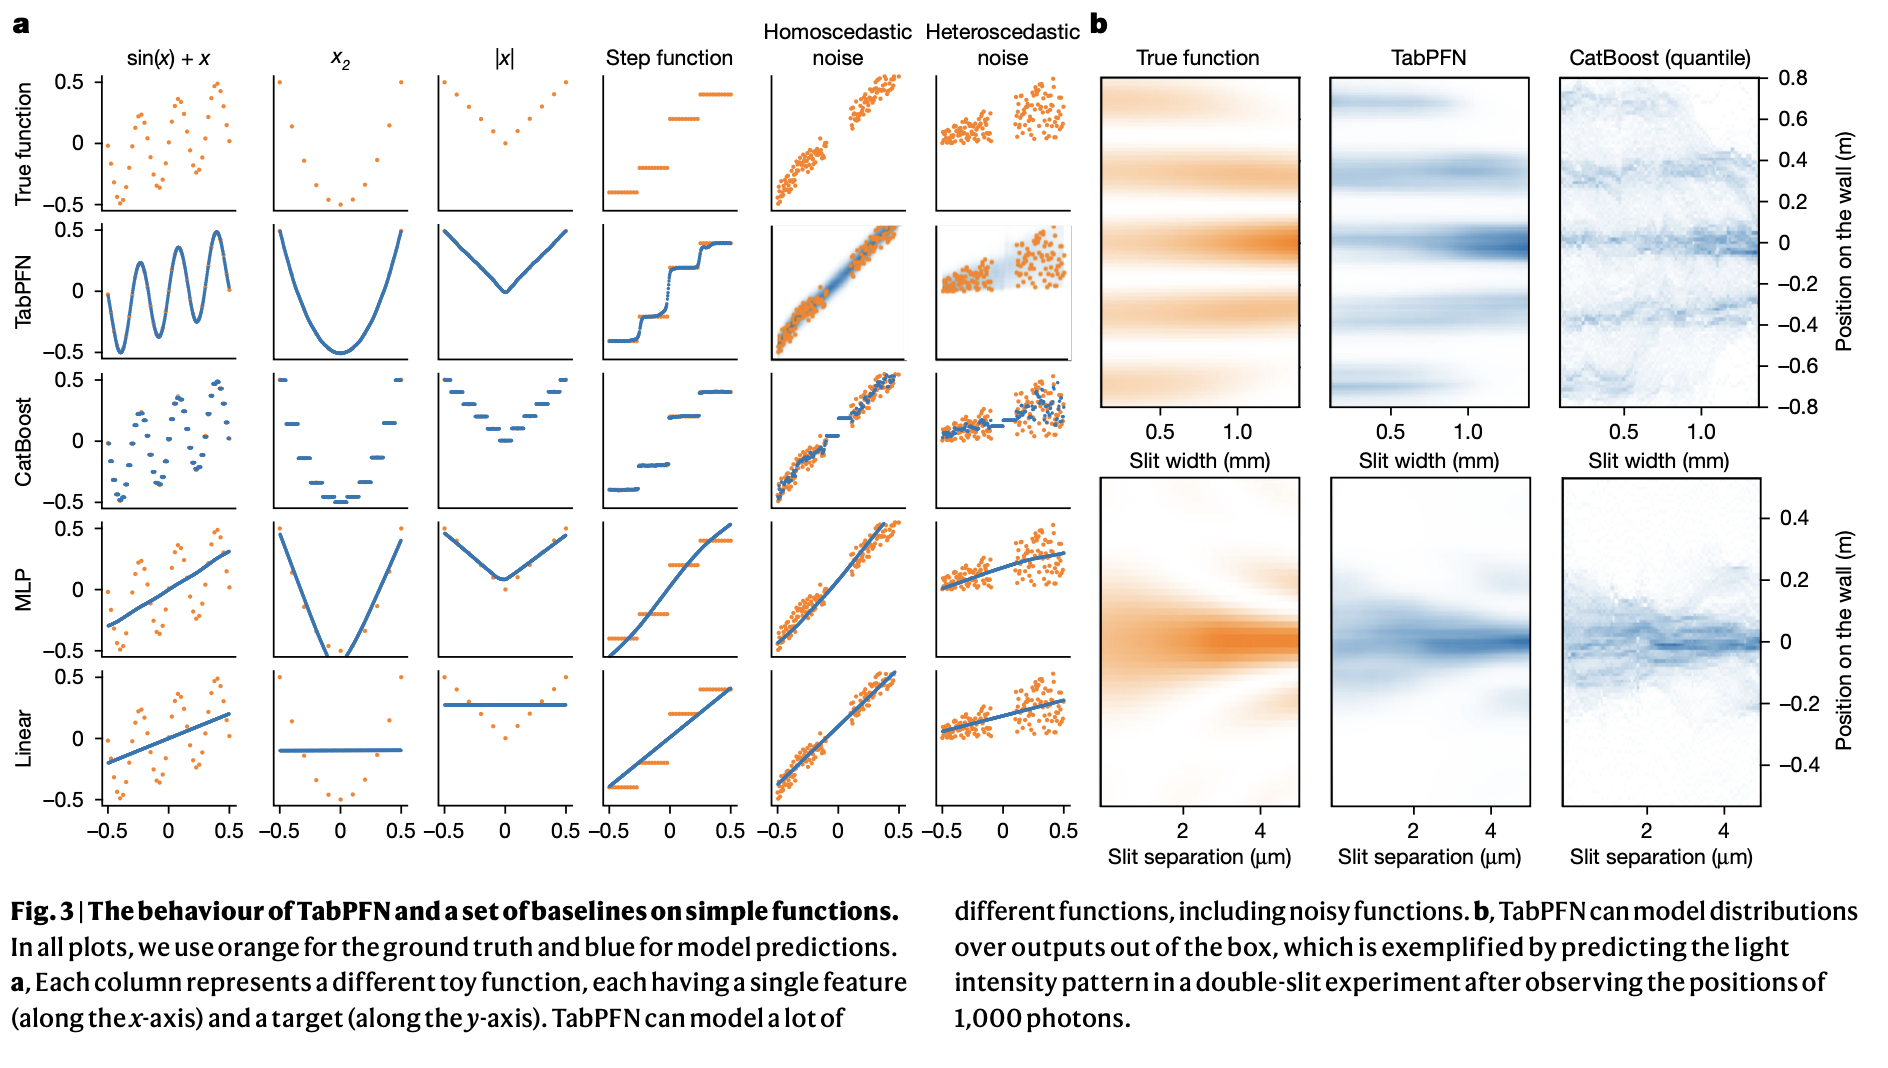 a
sin(x) + x
x2
|x|
Step function
Homoscedastic
noise
Heteroscedastic
noise
True function
0.5
0
−0.5
TabPFN
0.5
0
−0.5
CatBoost
0.5
0
−0.5
MLP
0.5
0
−0.5
Linear
0.5
0
−0.5
−0.5 0 0.5 −0.5 0 0.5 −0.5 0 0.5 −0.5 0 0.5 −0.5 0 0.5 −0.5 0 0.5
b
True function
TabPFN
CatBoost (quantile)
0.8
0.6
0.4
0.2
0
−0.2
−0.4
−0.6
−0.8
Position on the wall (m)
0.5 1.0 0.5 1.0 0.5 1.0
Slit width (mm) Slit width (mm) Slit width (mm)
0.4
0.2
0
−0.2
−0.4
Position on the wall (m)
2 4 2 4 2 4
Slit separation (μm) Slit separation (μm) Slit separation (μm)
Fig. 3 | The behaviour of TabPFN and a set of baselines on simple functions.
In all plots, we use orange for the ground truth and blue for model predictions.
a, Each column represents a different toy function, each having a single feature
(along the x-axis) and a target (along the y-axis). TabPFN can model a lot of
different functions, including noisy functions. b, TabPFN can model distributions
over outputs out of the box, which is exemplified by predicting the light
intensity pattern in a double-slit experiment after observing the positions of
1,000 photons.